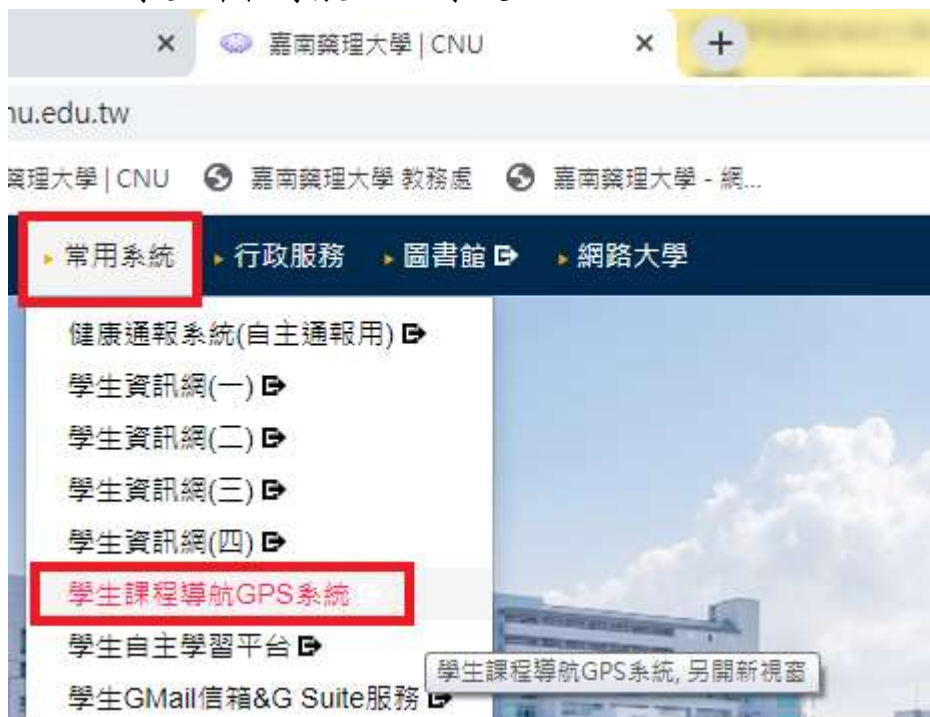 嘉南藥理大學 | CNU
nu.edu.tw
藥理大學 | CNU 嘉南藥理大學 教務處 嘉南藥理大學 - 網...
常用系統 行政服務 圖書館 網路大學
健康通報系統(自主通報用)
學生資訊網(一)
學生資訊網(二)
學生資訊網(三)
學生資訊網(四)
學生課程導航GPS系統
學生自主學習平台
學生課程導航GPS系統, 另開新視窗
學生GMail信箱&G Suite服務